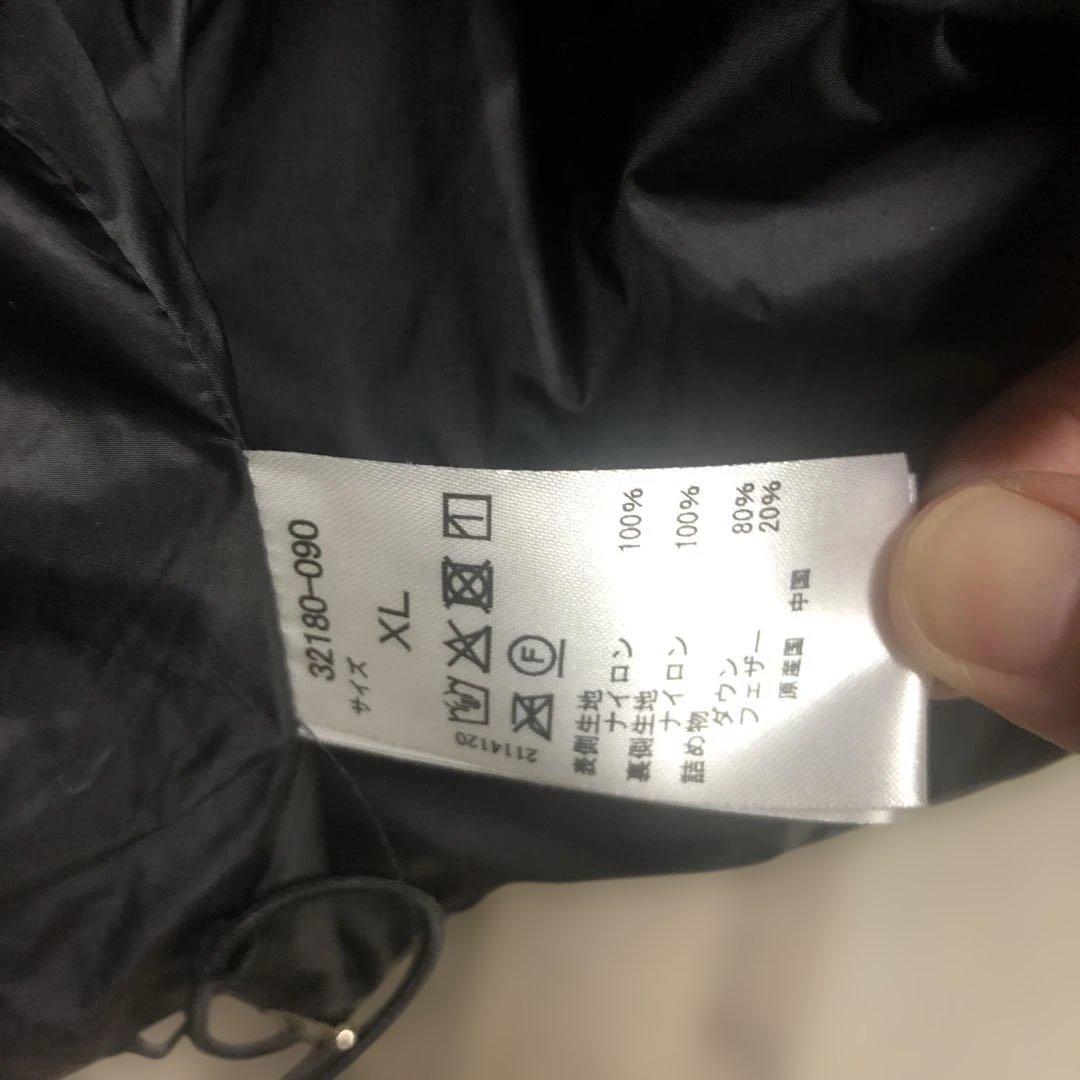 32180-090
サイズ
XL
F
2114120
表側生地
ナイロン 100%
裏側生地
ナイロン 100%
詰め物
ダウン 80%
フェザー 20%
原産国 中国